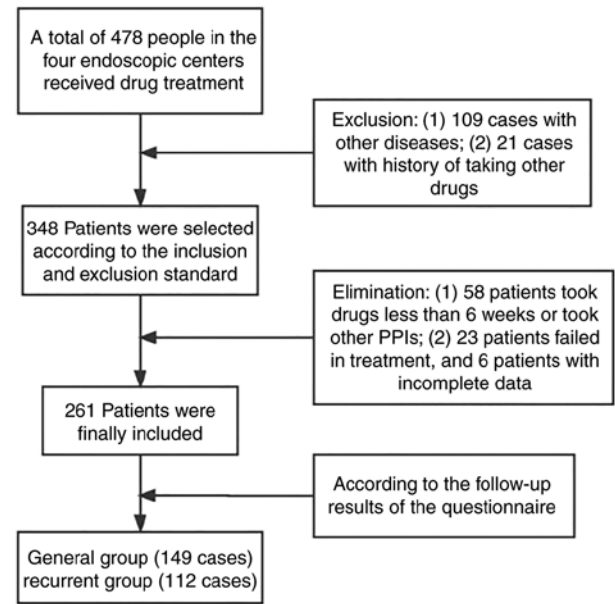 A total of 478 people in the
four endoscopic centers
received drug treatment
Exclusion: (1) 109 cases with
other diseases; (2) 21 cases
with history of taking other
drugs
348 Patients were selected
according to the inclusion
and exclusion standard
Elimination: (1) 58 patients took
drugs less than 6 weeks or took
other PPIs; (2) 23 patients failed
in treatment, and 6 patients with
incomplete data
261 Patients were
finally included
According to the follow-up
results of the questionnaire
General group (149 cases)
recurrent group (112 cases)